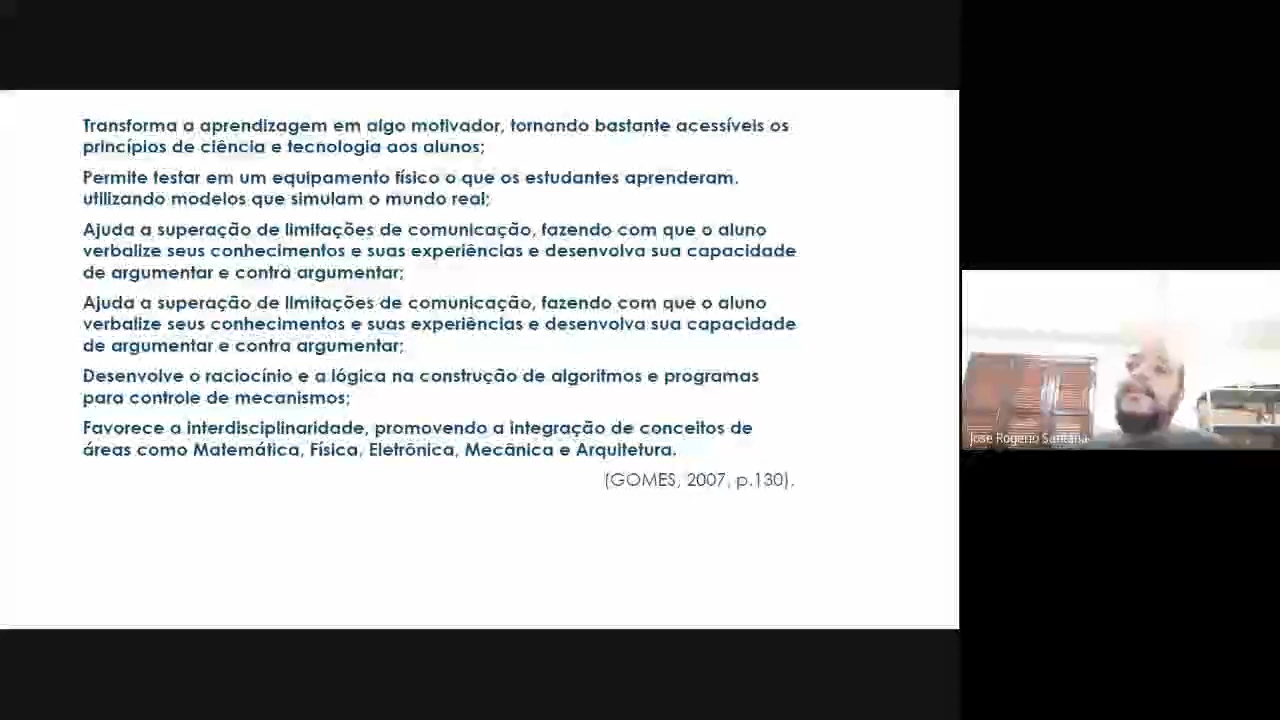 Transforma a aprendizagem em algo motivador, tornando bastante acessíveis os
princípios de ciência e tecnologia aos alunos;
Permite testar em um equipamento físico o que os estudantes aprenderam.
utilizando modelos que simulam o mundo real;
Ajuda a superação de limitações de comunicação, fazendo com que o aluno
verbalize seus conhecimentos e suas experiências e desenvolva sua capacidade
de argumentar e contra argumentar;
Ajuda a superação de limitações de comunicação, fazendo com que o aluno
verbalize seus conhecimentos e suas experiências e desenvolva sua capacidade
de argumentar e contra argumentar;
Desenvolve o raciocínio e a lógica na construção de algoritmos e programas
para controle de mecanismos;
Favorece a interdisciplinaridade, promovendo a integração de conceitos de
áreas como Matemática, Física, Eletrônica, Mecânica e Arquitetura.
(GOMES, 2007, p.130).
Jose Rogerio Santana